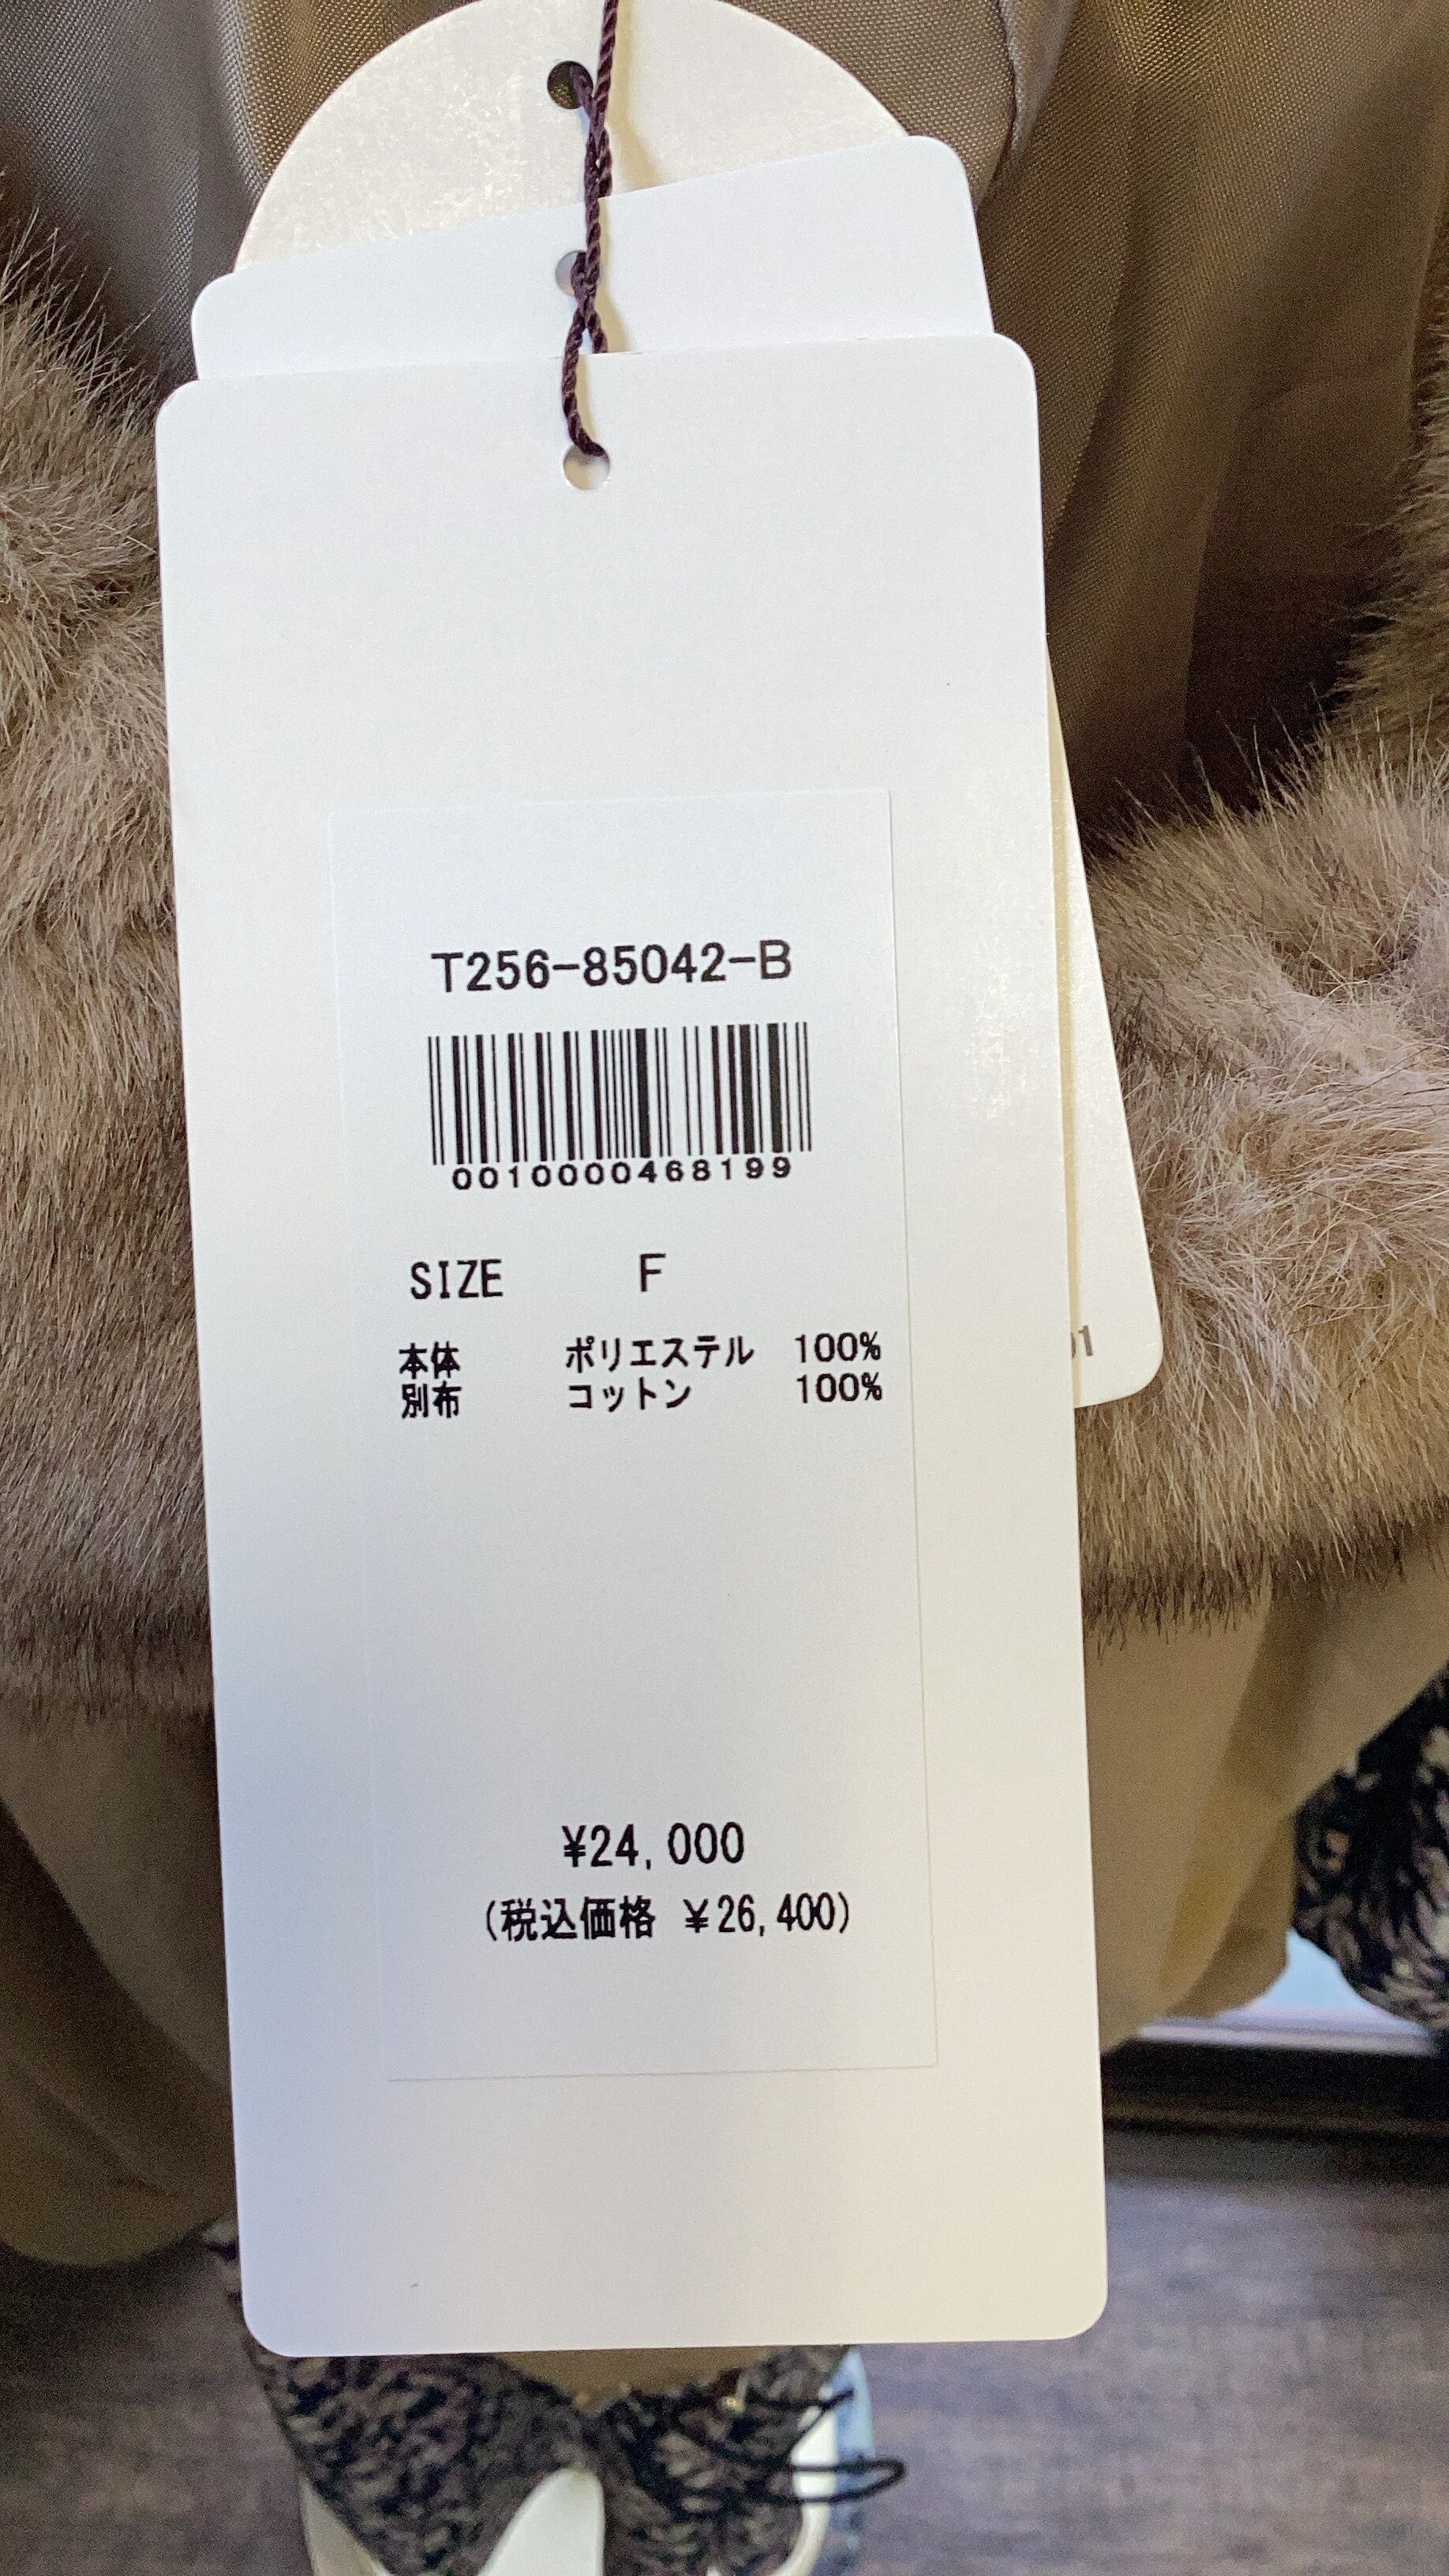 T256-85042-B
0010000468199
SIZE F
本体 ポリエステル 100%
別布 コットン 100%
¥24,000
(税込価格 ¥26,400)